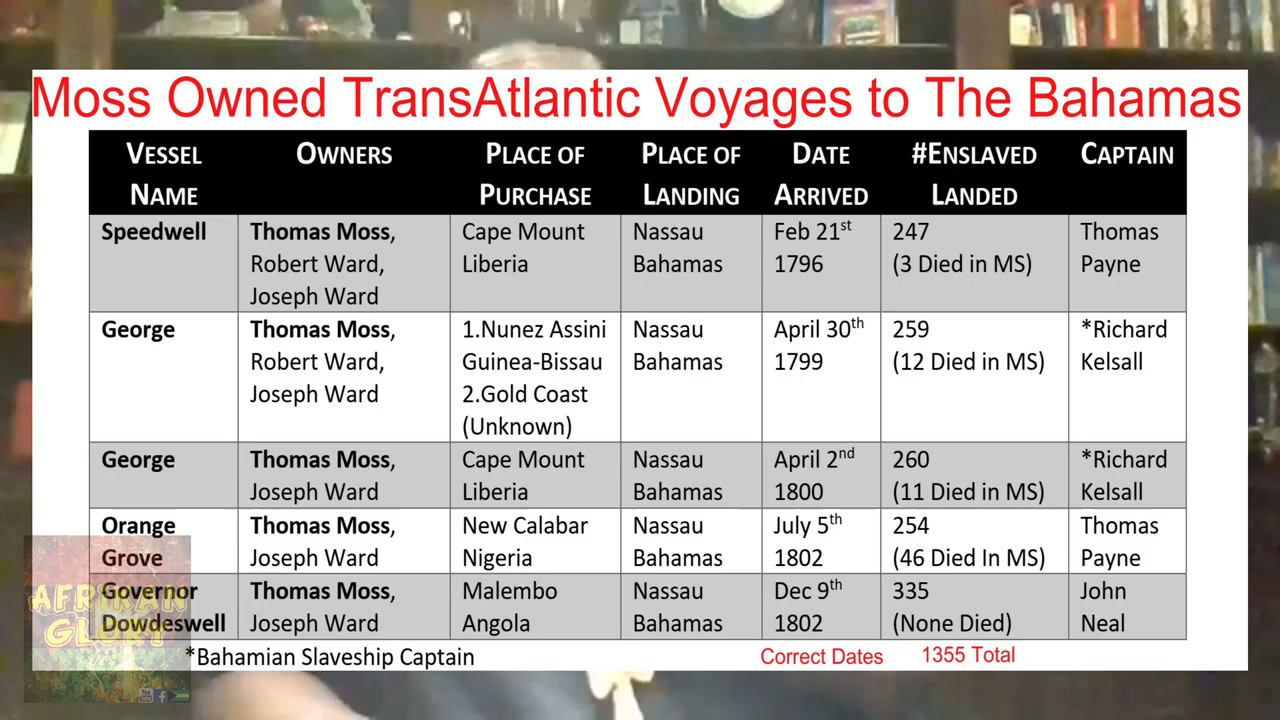 Moss Owned TransAtlantic Voyages to The Bahamas
VESSEL NAME OWNERS PLACE OF PURCHASE PLACE OF LANDING DATE ARRIVED #ENSLAVED LANDED CAPTAIN
Speedwell Thomas Moss, Cape Mount Nassau Feb 21st 247 Thomas
Robert Ward, Liberia Bahamas 1796 (3 Died in MS) Payne
Joseph Ward
George Thomas Moss, 1.Nunez Assini Nassau April 30th 259 *Richard
Robert Ward, Guinea-Bissau Bahamas 1799 (12 Died in MS) Kelsall
Joseph Ward 2.Gold Coast
(Unknown)
George Thomas Moss, Cape Mount Nassau April 2nd 260 *Richard
Joseph Ward Liberia Bahamas 1800 (11 Died in MS) Kelsall
Orange Thomas Moss, New Calabar Nassau July 5th 254 Thomas
Grove Joseph Ward Nigeria Bahamas 1802 (46 Died In MS) Payne
Governor Thomas Moss, Malembo Nassau Dec 9th 335 John
Dowdeswell Joseph Ward Angola Bahamas 1802 (None Died) Neal
*Bahamian Slaveship Captain Correct Dates 1355 Total
AFRIKAN
GLORY